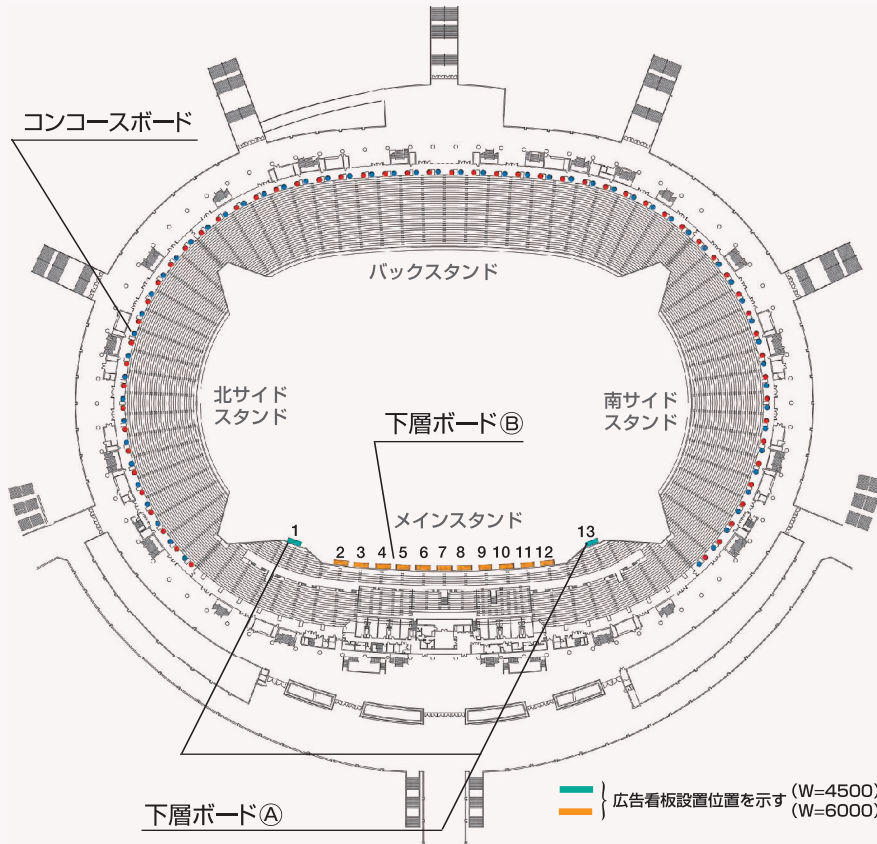 コンコースボード
バックスタンド
北サイド
スタンド
南サイド
スタンド
下層ボードⒷ
メインスタンド
1
2 3 4 5 6 7 8 9 10 11 12
13
下層ボードⒶ
広告看板設置位置を示す
(W=4500)
(W=6000)